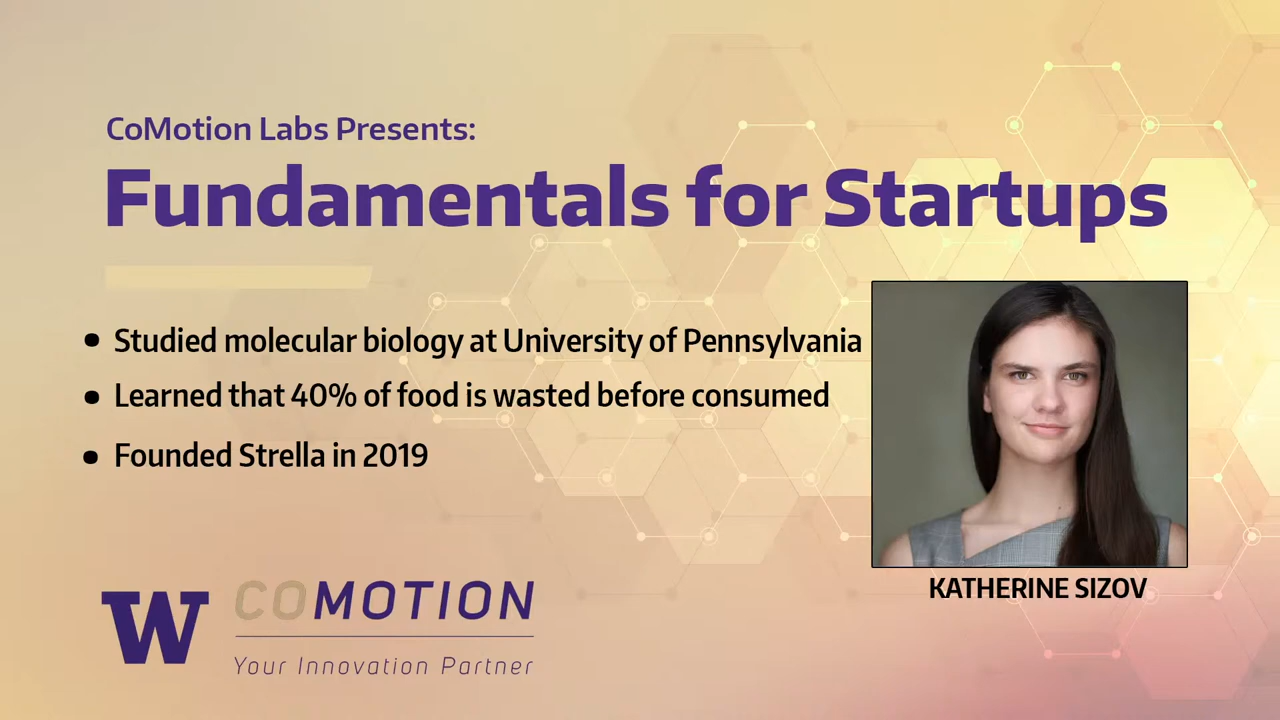 CoMotion Labs Presents:
Fundamentals for Startups
• Studied molecular biology at University of Pennsylvania
• Learned that 40% of food is wasted before consumed
• Founded Strella in 2019
KATHERINE SIZOV
W COMOTION
Your Innovation Partner